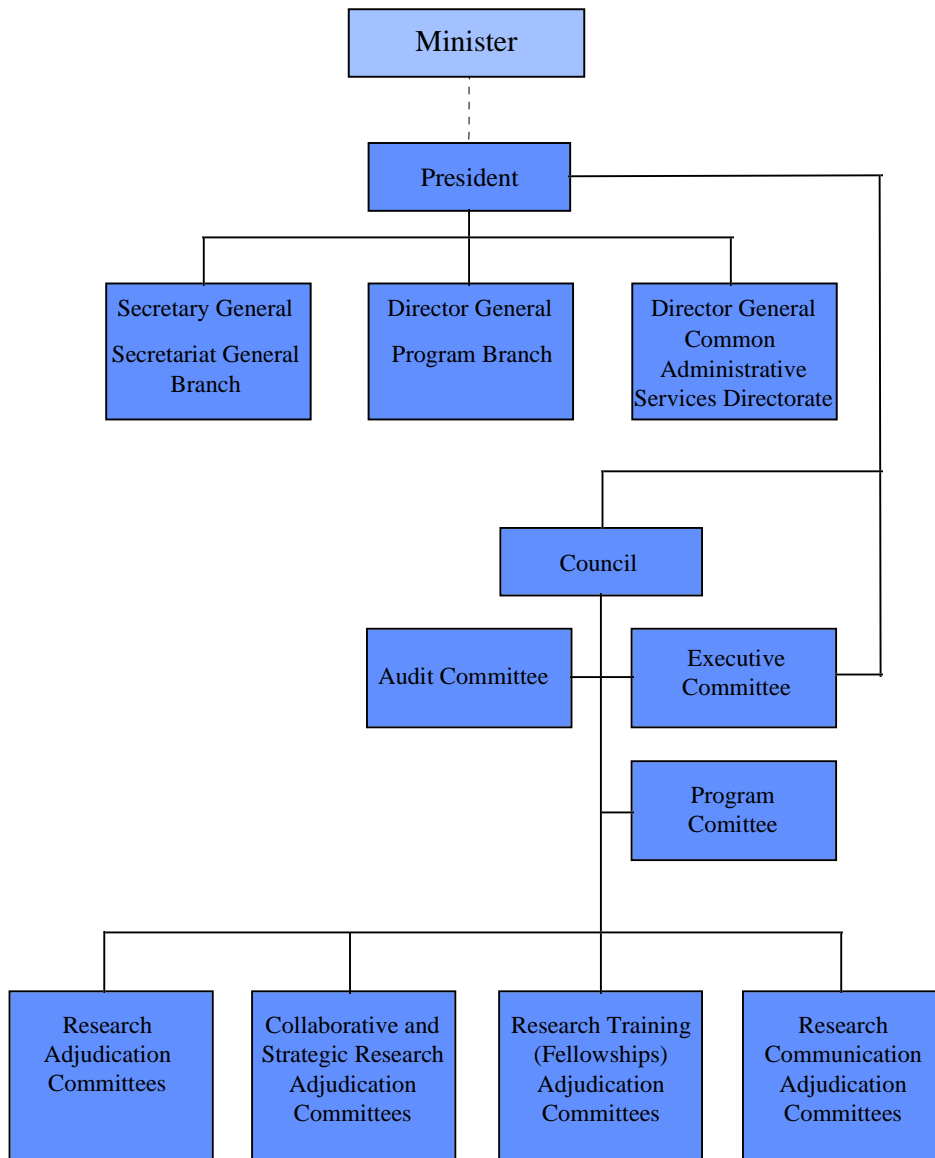 Minister
President
Secretary General
Secretariat General
Branch
Director General
Program Branch
Director General
Common
Administrative
Services Directorate
Council
Audit Committee
Executive
Committee
Program
Comittee
Research
Adjudication
Committees
Collaborative and
Strategic Research
Adjudication
Committees
Research Training
(Fellowships)
Adjudication
Committees
Research
Communication
Adjudication
Committees